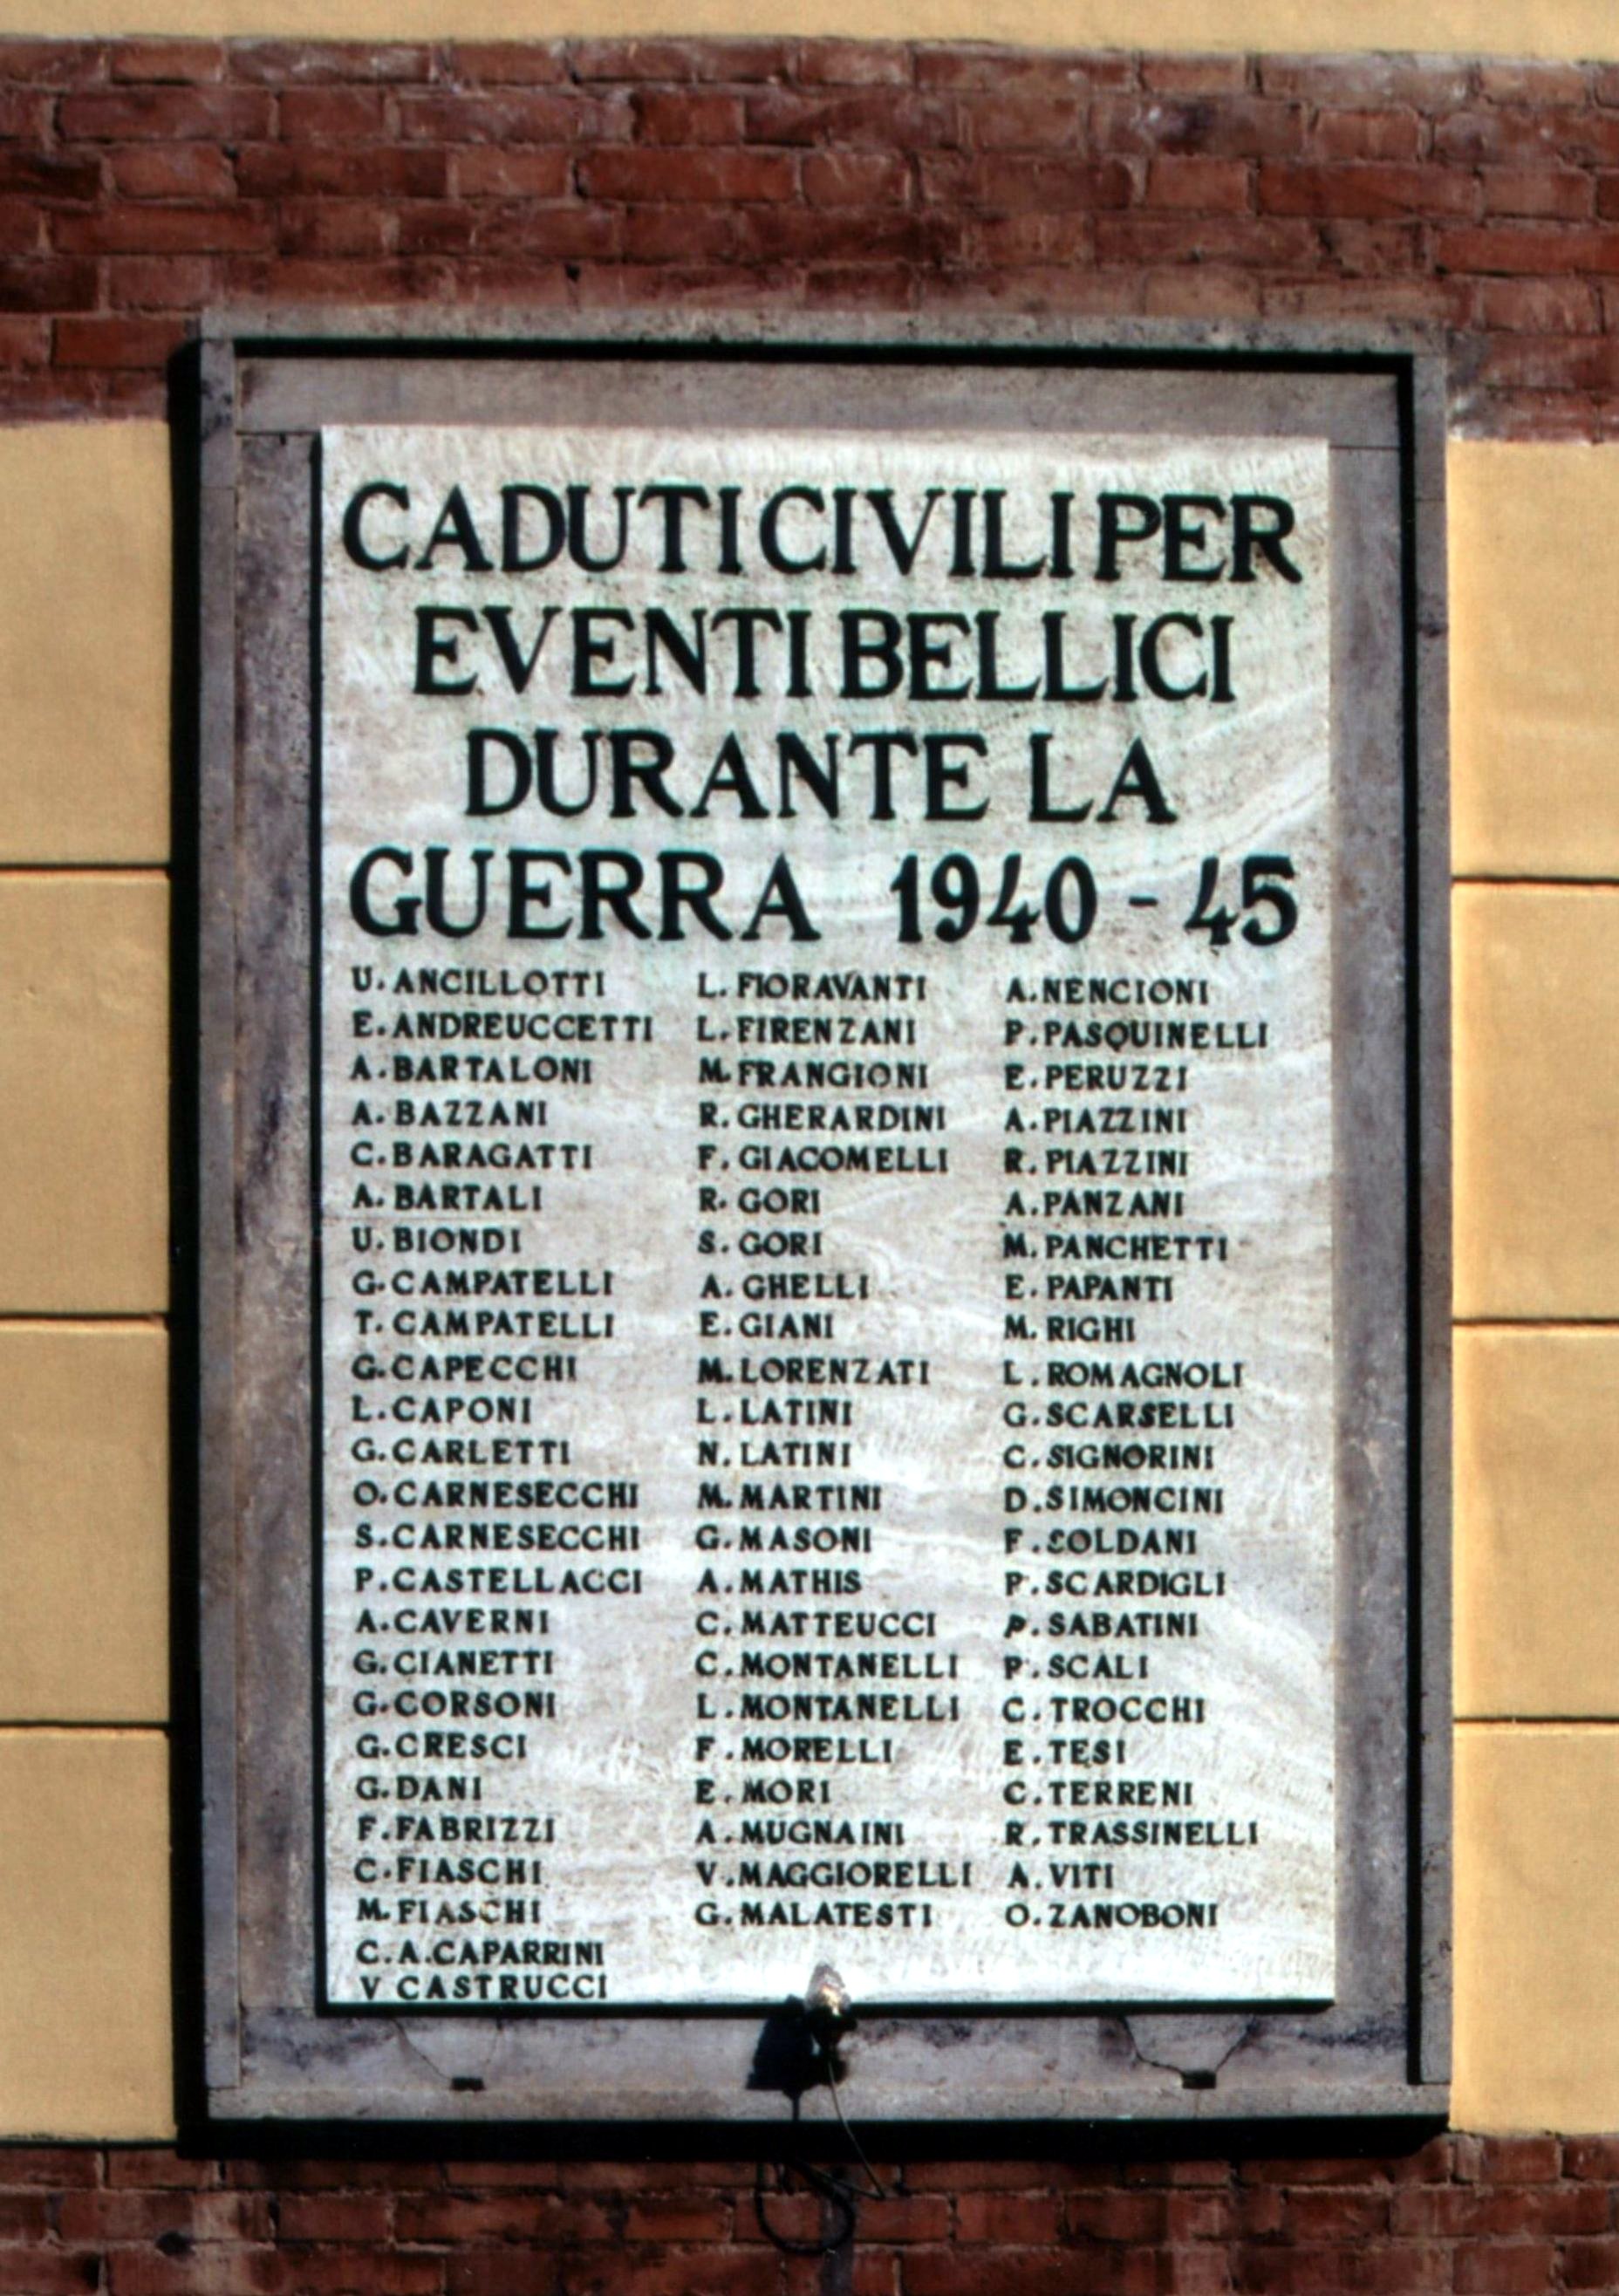 CADUTI CIVILI PER
EVENTI BELLICI
DURANTE LA
GUERRA 1940 - 45
U. ANCILLOTTI
E. ANDREUCCETTI
A. BARTALONI
A. BAZZANI
C. BARAGATTI
A. BARTALI
U. BIONDI
G. CAMPATELLI
T. CAMPATELLI
G. CAPECCHI
L. CAPONI
G. CARLETTI
O. CARNESECCHI
S. CARNESECCHI
P. CASTELLACCI
A. CAVERNI
G. CIANETTI
G. CORSONI
G. CRESCI
G. DANI
F. FABRIZZI
C. FIASCHI
M. FIASCHI
C. A. CAPARRINI
V CASTRUCCI
L. FIORAVANTI
L. FIRENZANI
M. FRANGIONI
R. GHERARDINI
F. GIACOMELLI
R. GORI
S. GORI
A. GHELLI
E. GIANI
M. LORENZATI
L. LATINI
N. LATINI
M. MARTINI
G. MASONI
A. MATHIS
C. MATTEUCCI
C. MONTANELLI
L. MONTANELLI
F. MORELLI
E. MORI
A. MUGNAINI
V. MAGGIORELLI
G. MALATESTI
A. NENCIONI
P. PASQUINELLI
E. PERUZZI
A. PIAZZINI
R. PIAZZINI
A. PANZANI
M. PANCHETTI
E. PAPANTI
M. RIGHI
L. ROMAGNOLI
G. SCARSELLI
C. SIGNORINI
D. SIMONCINI
F. SOLDANI
P. SCARDIGLI
P. SABATINI
P. SCALI
C. TROCCHI
E. TESI
C. TERRENI
R. TRASSINELLI
A. VITI
O. ZANOBONI